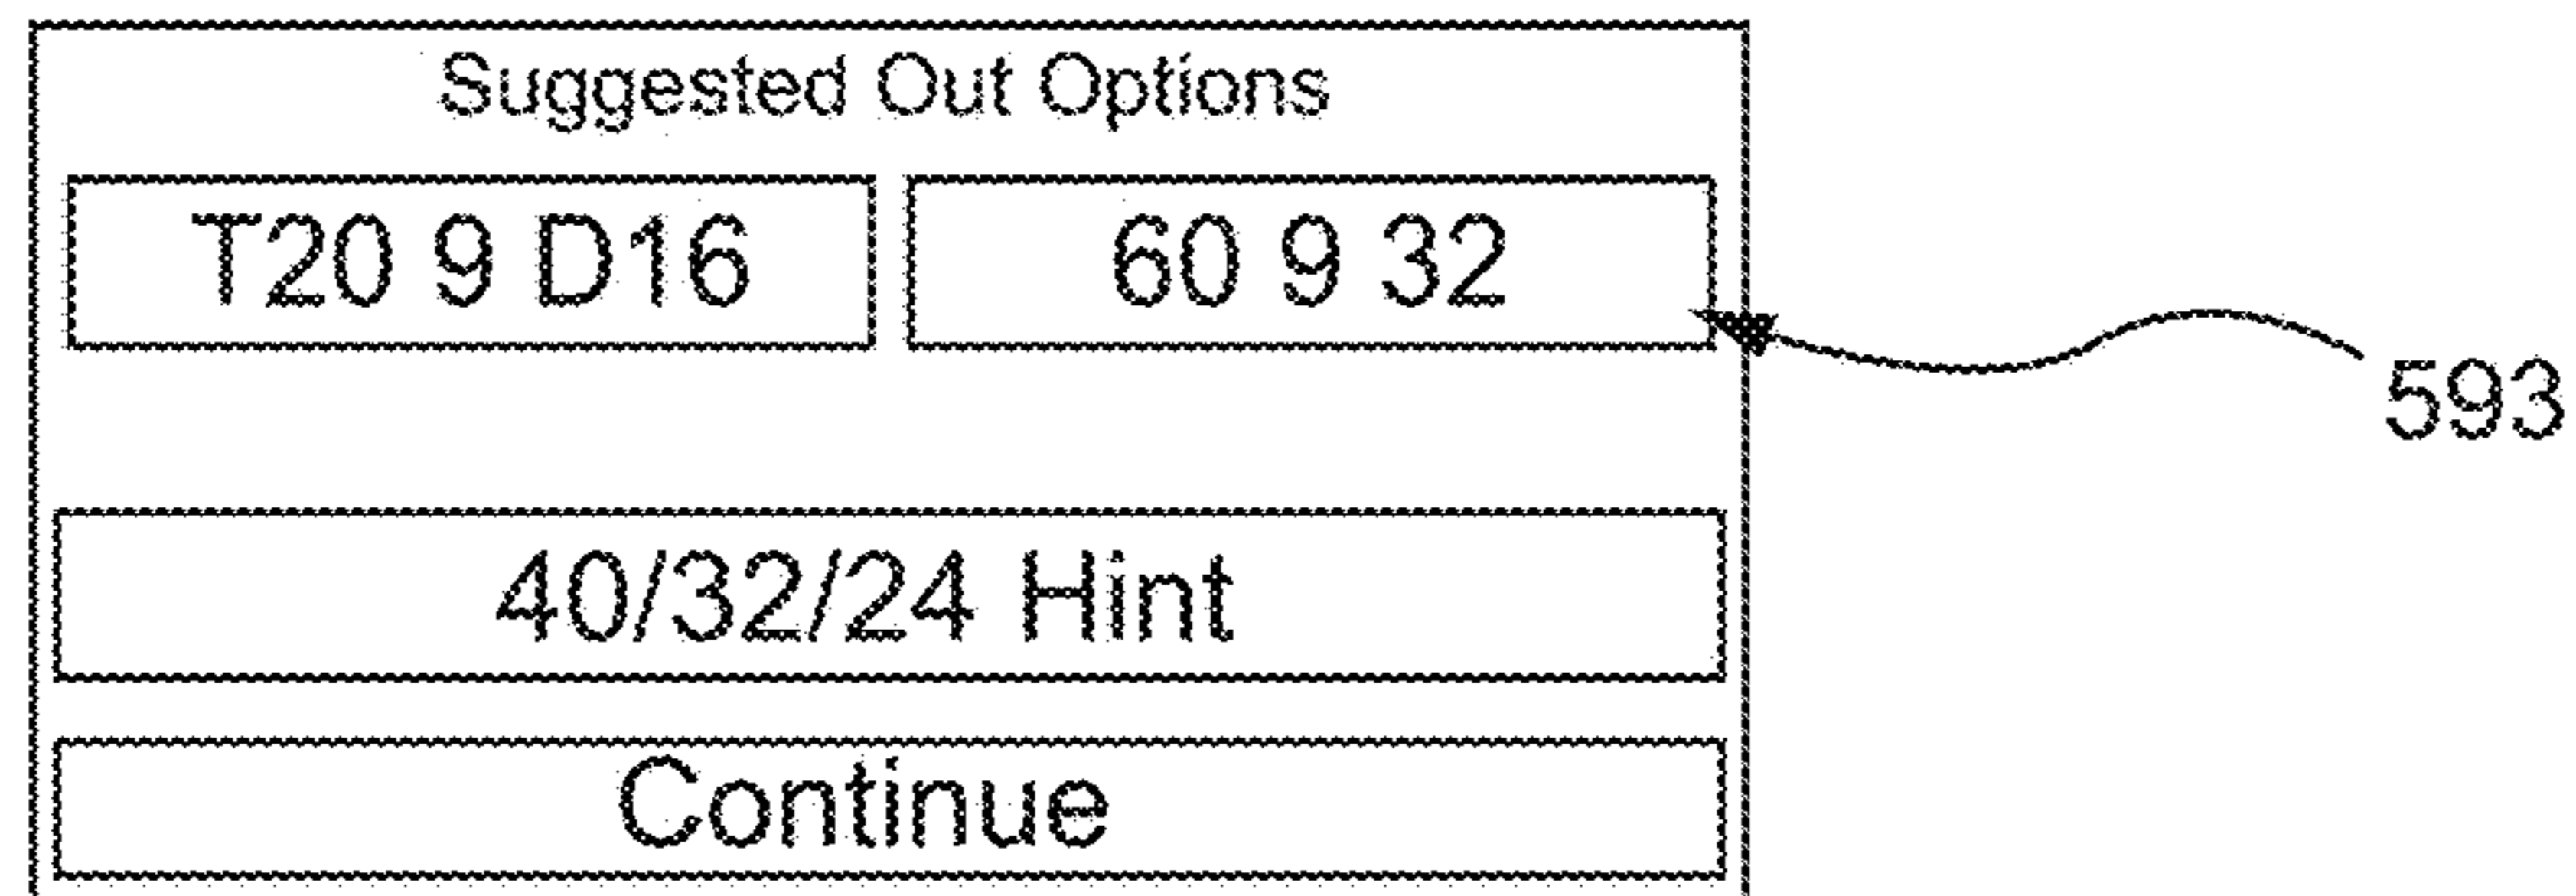 Suggested Out Options
T20 9 D16
60 9 32
593
40/32/24 Hint
Continue